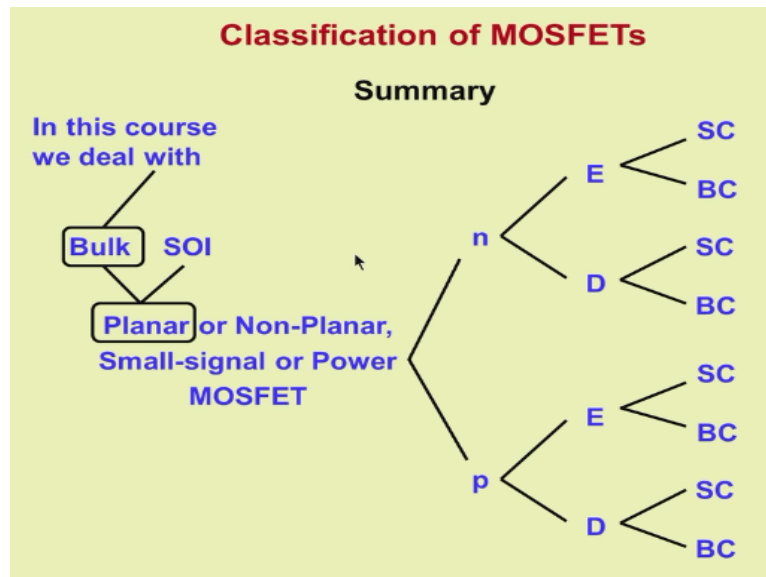 Classification of MOSFETs
Summary
In this course
we deal with
Bulk SOI
Planar or Non-Planar,
Small-signal or Power
MOSFET
n
E
SC
BC
D
SC
BC
p
E
SC
BC
D
SC
BC